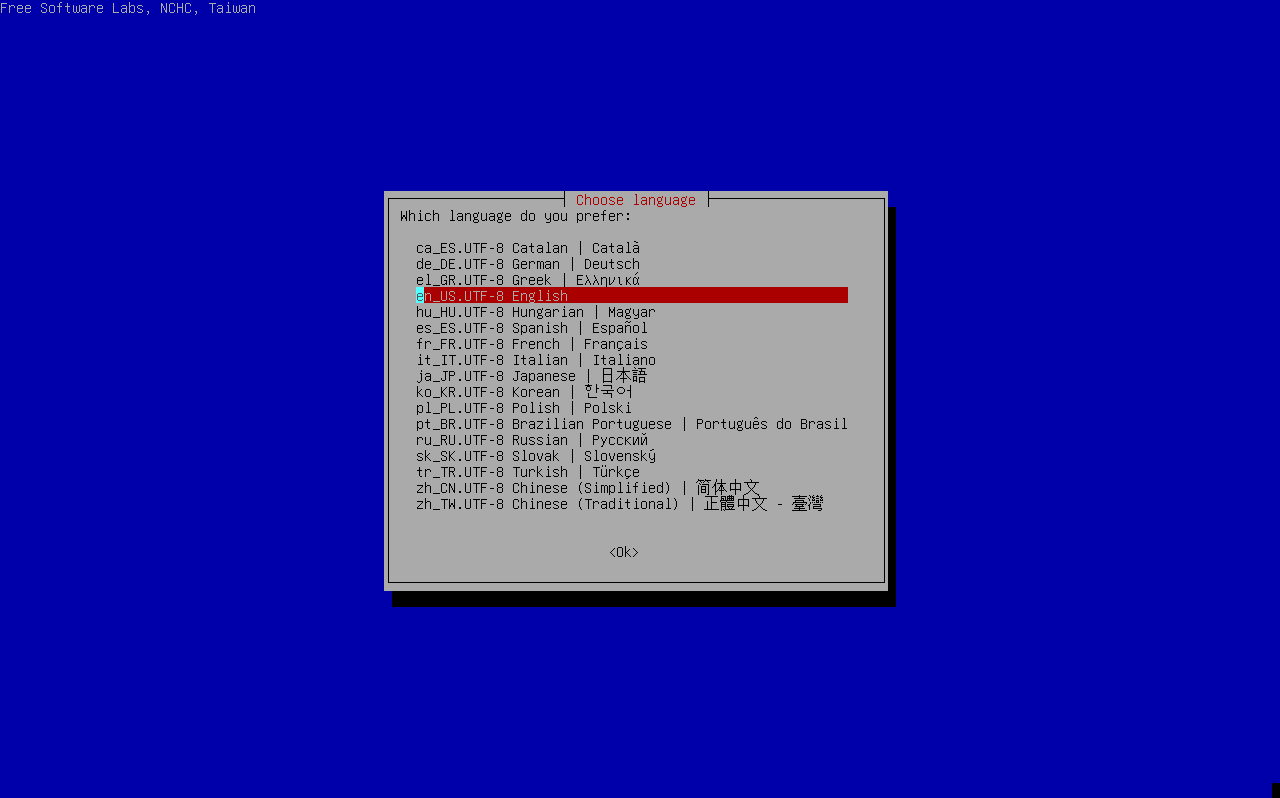 Free Software Labs, NCHC, Taiwan
Choose language
Which language do you prefer:
ca_ES.UTF-8 Catalan | Català
de_DE.UTF-8 German | Deutsch
el_GR.UTF-8 Greek | Ελληνικά
en_US.UTF-8 English
hu_HU.UTF-8 Hungarian | Magyar
es_ES.UTF-8 Spanish | Español
fr_FR.UTF-8 French | Français
it_IT.UTF-8 Italian | Italiano
ja_JP.UTF-8 Japanese | 日本語
ko_KR.UTF-8 Korean | 한국어
pl_PL.UTF-8 Polish | Polski
pt_BR.UTF-8 Brazilian Portuguese | Português do Brasil
ru_RU.UTF-8 Russian | Русский
sk_SK.UTF-8 Slovak | Slovenský
tr_TR.UTF-8 Turkish | Türkçe
zh_CN.UTF-8 Chinese (Simplified) | 简体中文
zh_TW.UTF-8 Chinese (Traditional) | 正體中文 - 臺灣
<Ok>